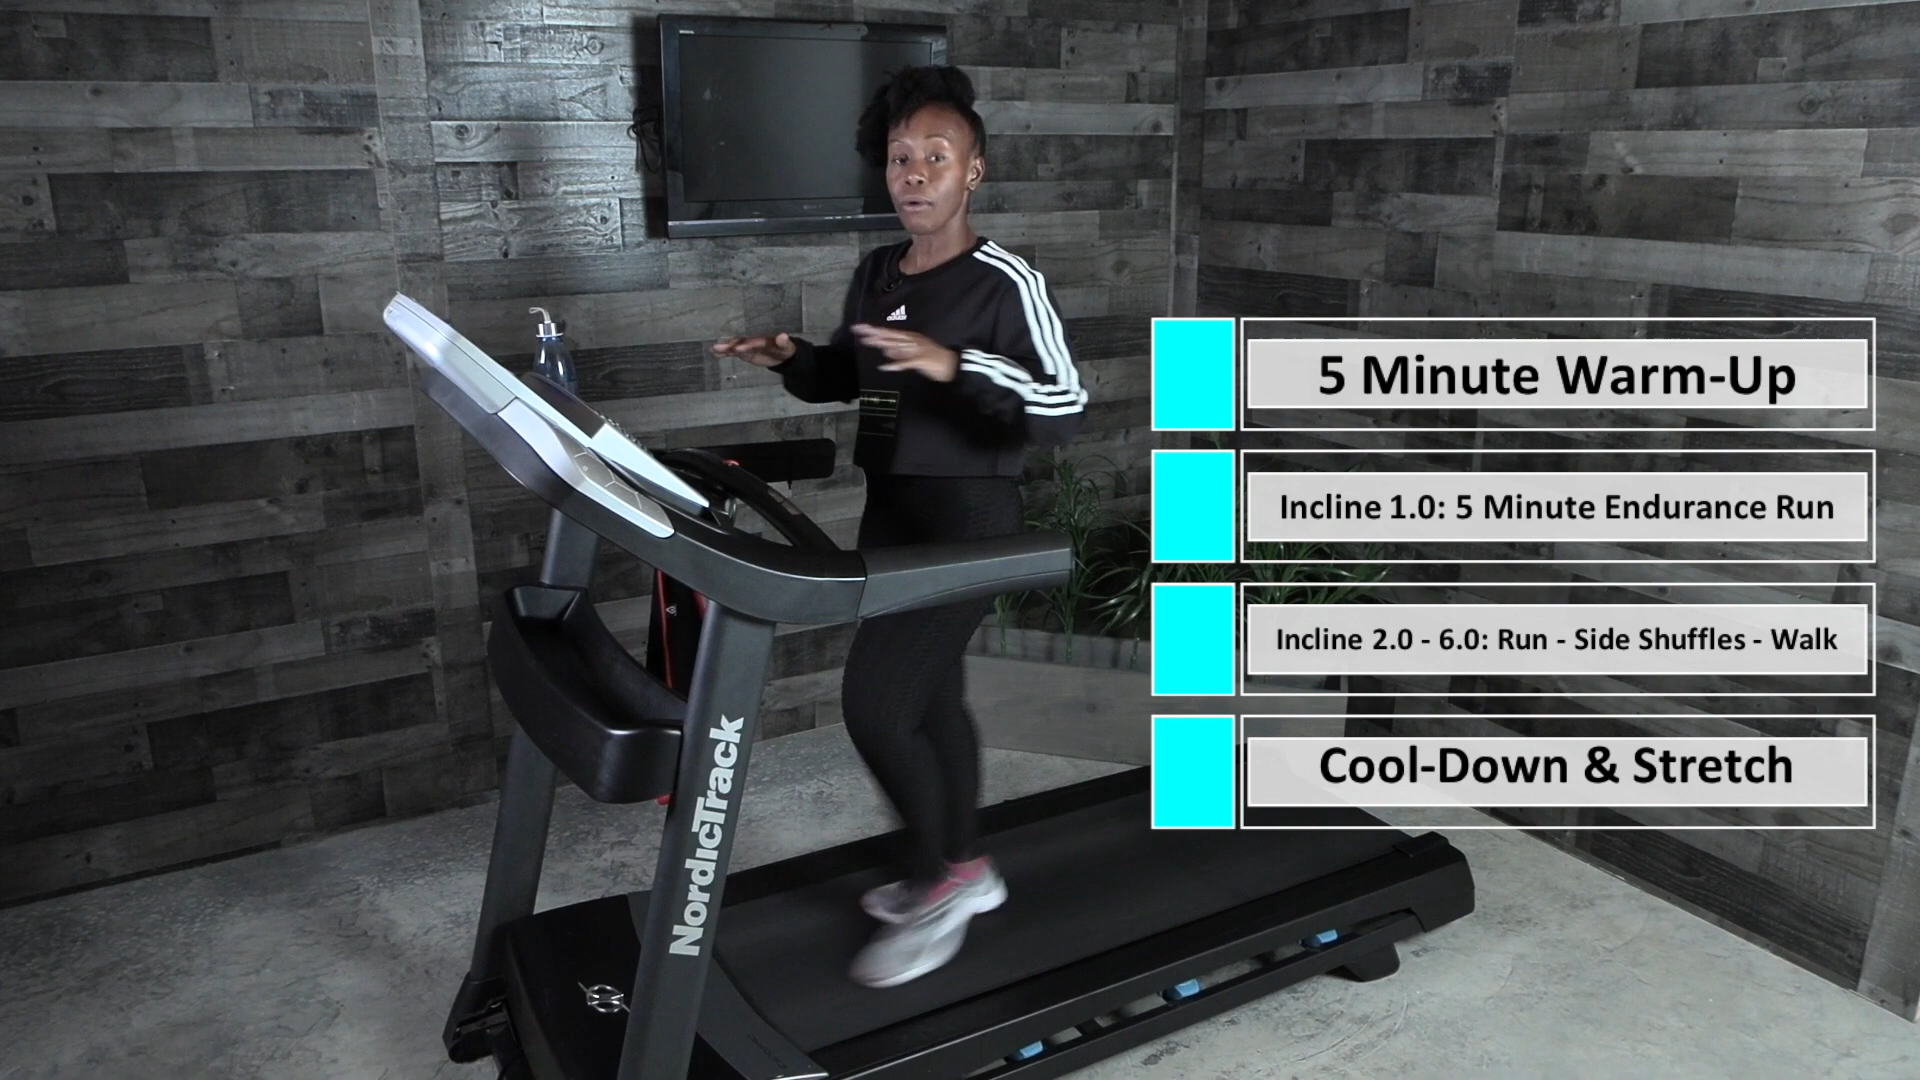 adidas
5 Minute Warm-Up
Incline 1.0: 5 Minute Endurance Run
Incline 2.0 - 6.0: Run - Side Shuffles - Walk
Cool-Down & Stretch
NordicTrack